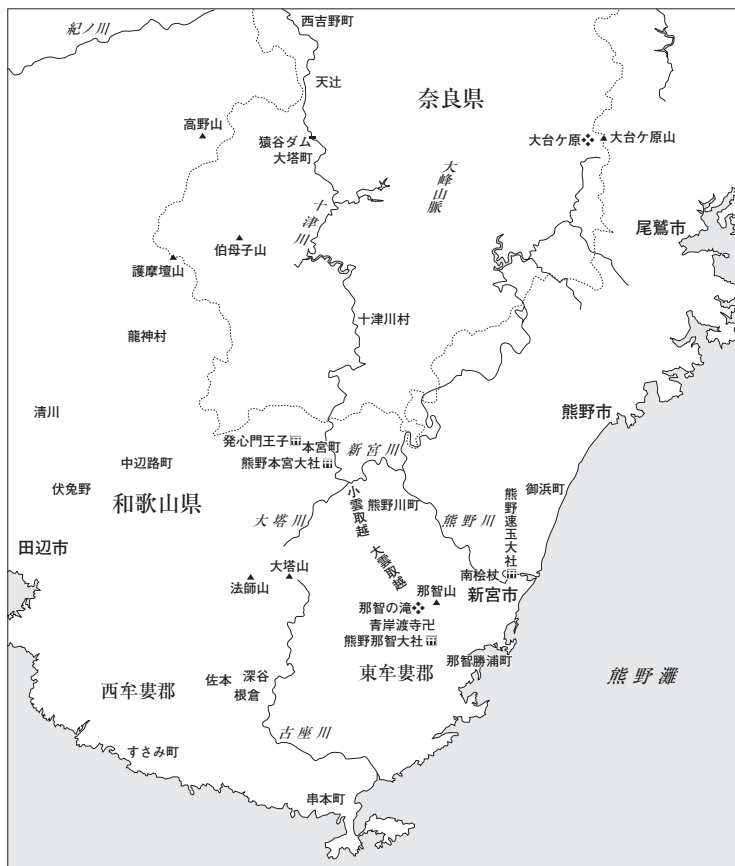 紀ノ川
西吉野町
天辻
奈良県
高野山
猿谷ダム
大塔町
大台ケ原
大台ケ原山
大峰山脈
十津川
尾鷲市
伯母子山
護摩壇山
十津川村
龍神村
清川
熊野市
発心門王子
本宮町
新宮川
中辺路町
熊野本宮大社
伏兔野
和歌山県
小雲取越
熊野川町
御浜町
熊野速玉大社
大塔川
熊野川
田辺市
大雲取越
大塔山
法師山
南桧杖
新宮市
那智山
那智の滝
青岸渡寺卍
熊野那智大社
那智勝浦町
東牟婁郡
熊野灘
西牟婁郡
佐本
深谷
根倉
古座川
すさみ町
串本町